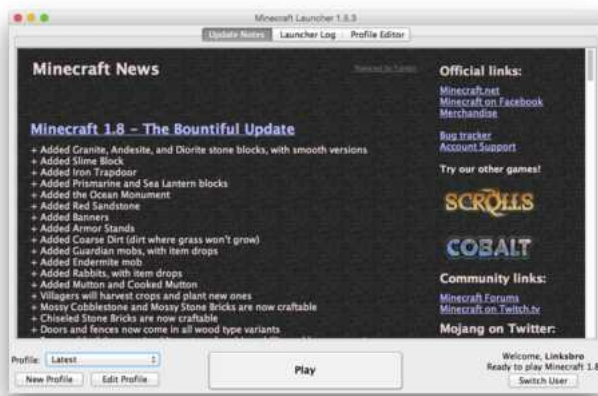 Minecraft Launcher 1.5.3
Update Notes
Launcher Log
Profile Editor
Minecraft News
Powered by Tumblr
Minecraft 1.8 – The Bountiful Update
+ Added Granite, Andesite, and Diorite stone blocks, with smooth versions
+ Added Slime Block
+ Added Iron Trapdoor
+ Added Prismarine and Sea Lantern blocks
+ Added the Ocean Monument
+ Added Red Sandstone
+ Added Banners
+ Added Armor Stands
+ Added Coarse Dirt (dirt where grass won't grow)
+ Added Guardian mobs, with item drops
+ Added Endermite mob
+ Added Rabbits, with item drops
+ Added Mutton and Cooked Mutton
+ Villagers will harvest crops and plant new ones
+ Mossy Cobblestone and Mossy Stone Bricks are now craftable
+ Chiseled Stone Bricks are now craftable
+ Doors and fences now come in all wood type variants
Official links:
Minecraft.net
Minecraft on Facebook
Merchandise
Bug tracker
Account Support
Try our other games!
SCROLLS
COBALT
Community links:
Minecraft Forums
Minecraft on Twitch.tv
Mojang on Twitter:
Profile: Latest
New Profile
Edit Profile
Play
Welcome, Linksbro
Ready to play Minecraft 1.8
Switch User